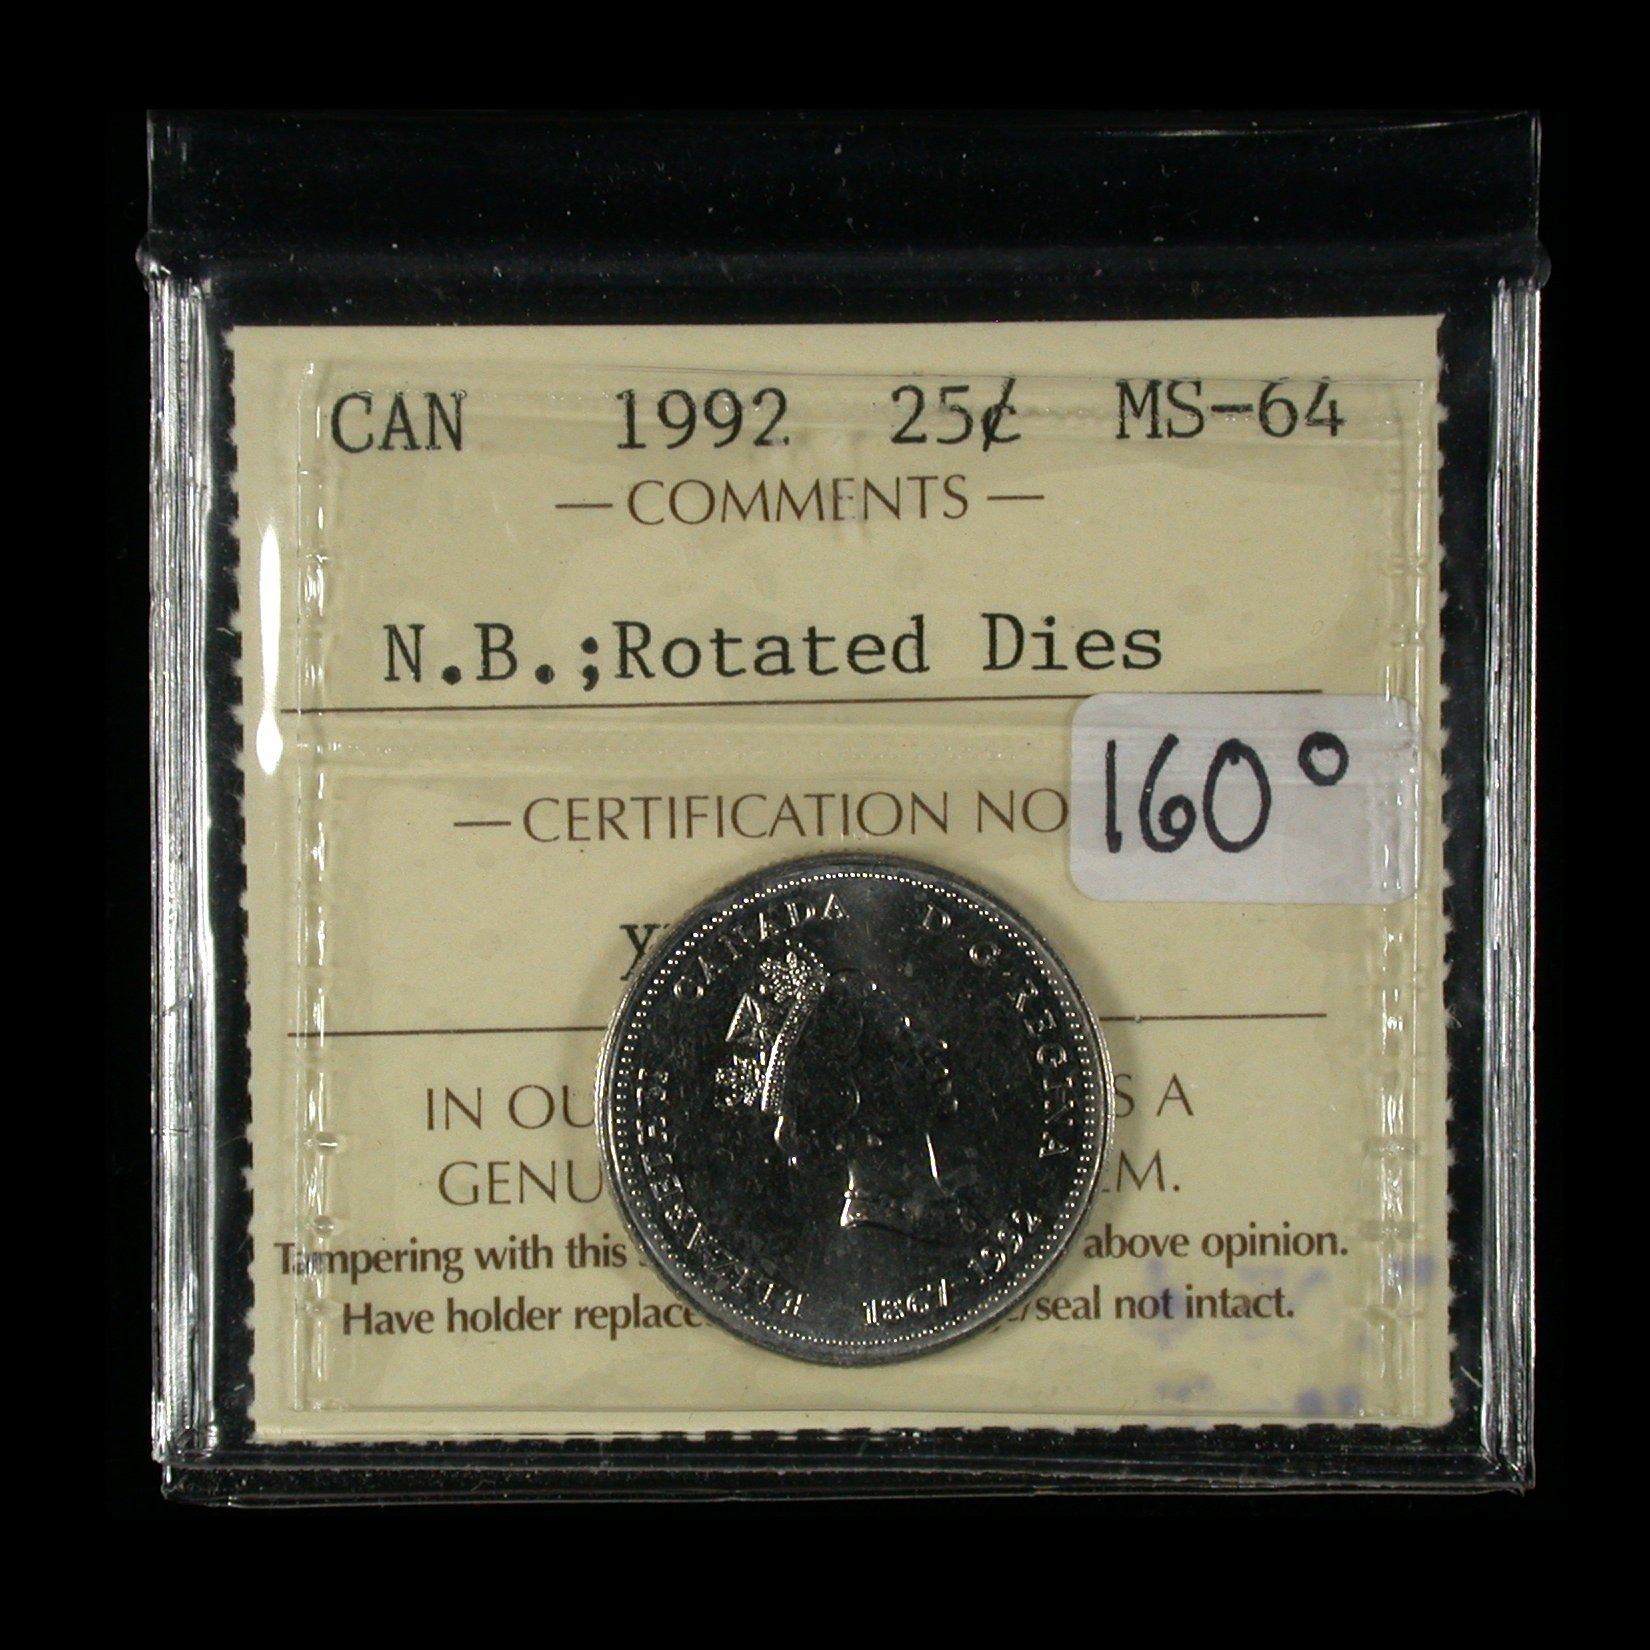 CAN 1992 25¢ MS-64
—COMMENTS—
N.B.;Rotated Dies
160°
—CERTIFICATION NO
ELIZABETH II CANADA D·G·REGINA
1867-1992
IN OU S A
GENU EM.
Tampering with this above opinion.
Have holder replace /seal not intact.